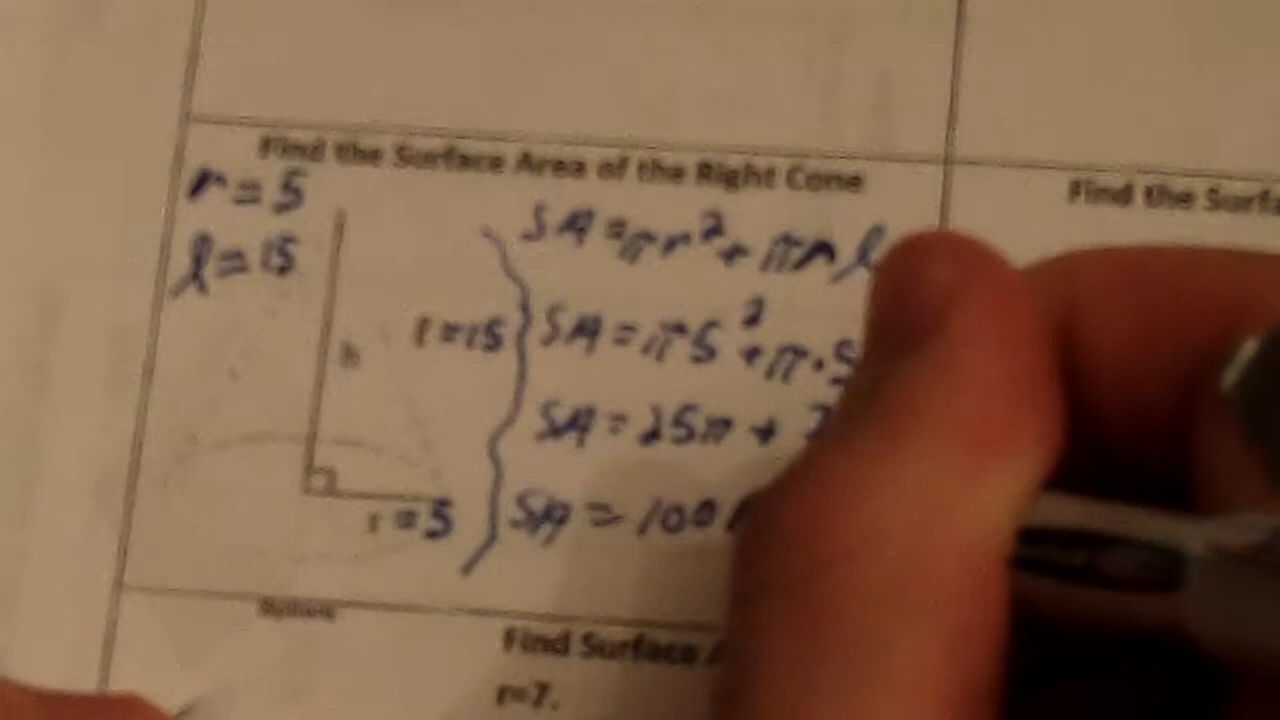 Find the Surface Area of the Right Cone
Find the Surfa
r=5
l=15
h
l=15
r=5
SA=πr²+πrl
SA=π5²+π·5
SA=25π+
SA=100
Find Surface
r=7.